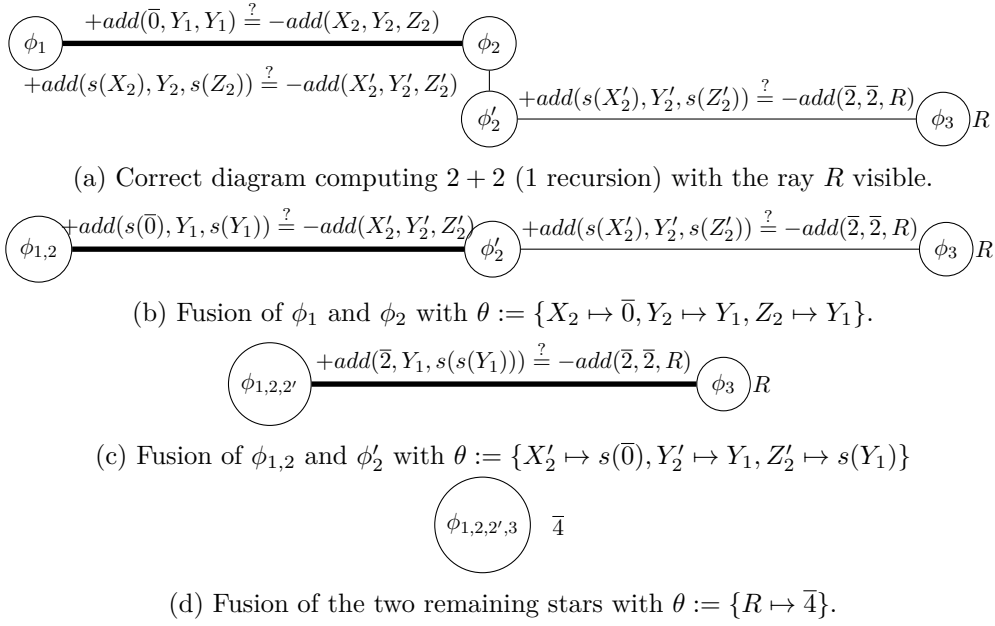 ϕ₁ +add(0̅, Y₁, Y₁) ≟ −add(X₂, Y₂, Z₂) ϕ₂
+add(s(X₂), Y₂, s(Z₂)) ≟ −add(X′₂, Y′₂, Z′₂)
ϕ′₂ +add(s(X′₂), Y′₂, s(Z′₂)) ≟ −add(2̅, 2̅, R) ϕ₃ R
(a) Correct diagram computing 2 + 2 (1 recursion) with the ray R visible.
ϕ₁,₂ +add(s(0̅), Y₁, s(Y₁)) ≟ −add(X′₂, Y′₂, Z′₂) ϕ′₂ +add(s(X′₂), Y′₂, s(Z′₂)) ≟ −add(2̅, 2̅, R) ϕ₃ R
(b) Fusion of ϕ₁ and ϕ₂ with θ := {X₂ ↦ 0̅, Y₂ ↦ Y₁, Z₂ ↦ Y₁}.
ϕ₁,₂,₂′ +add(2̅, Y₁, s(s(Y₁))) ≟ −add(2̅, 2̅, R) ϕ₃ R
(c) Fusion of ϕ₁,₂ and ϕ′₂ with θ := {X′₂ ↦ s(0̅), Y′₂ ↦ Y₁, Z′₂ ↦ s(Y₁)}
ϕ₁,₂,₂′,₃ 4̅
(d) Fusion of the two remaining stars with θ := {R ↦ 4̅}.